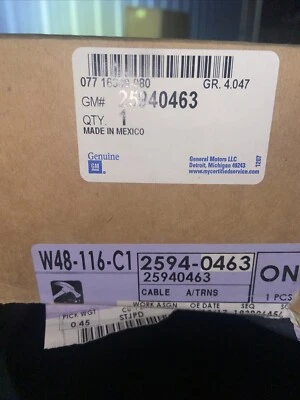 GR. 4.047
GM# 25940463
QTY. 1
MADE IN MEXICO
Genuine
GM
General Motors LLC
Detroit, Michigan 48243
www.mycertifiedservice.com
1207
W48-116-C1
2594-0463
25940463
CABLE A/TRNS
ON
1 PCS
WORK ASGN OE DATE SEQ
PICK WGT
0.45